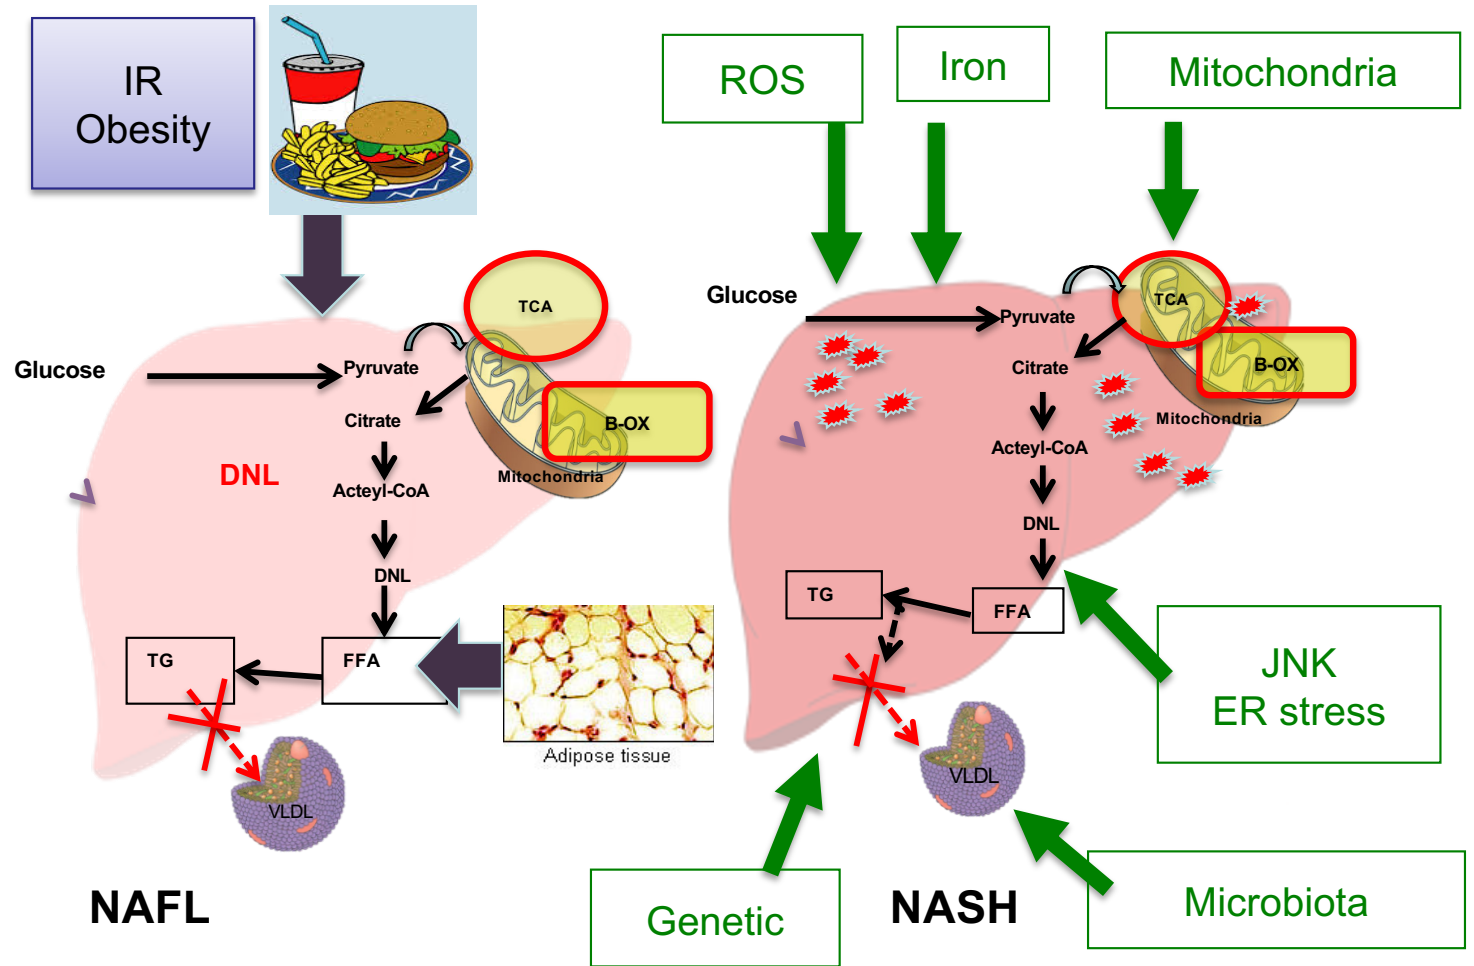 IR
Obesity
ROS
Iron
Mitochondria
TCA
Glucose
Pyruvate
Citrate
B-OX
Mitochondria
DNL
Acteyl-CoA
DNL
TG
FFA
Adipose tissue
VLDL
NAFL
Glucose
TCA
Pyruvate
Citrate
B-OX
Mitochondria
Acteyl-CoA
DNL
TG
FFA
JNK
ER stress
VLDL
Genetic
NASH
Microbiota